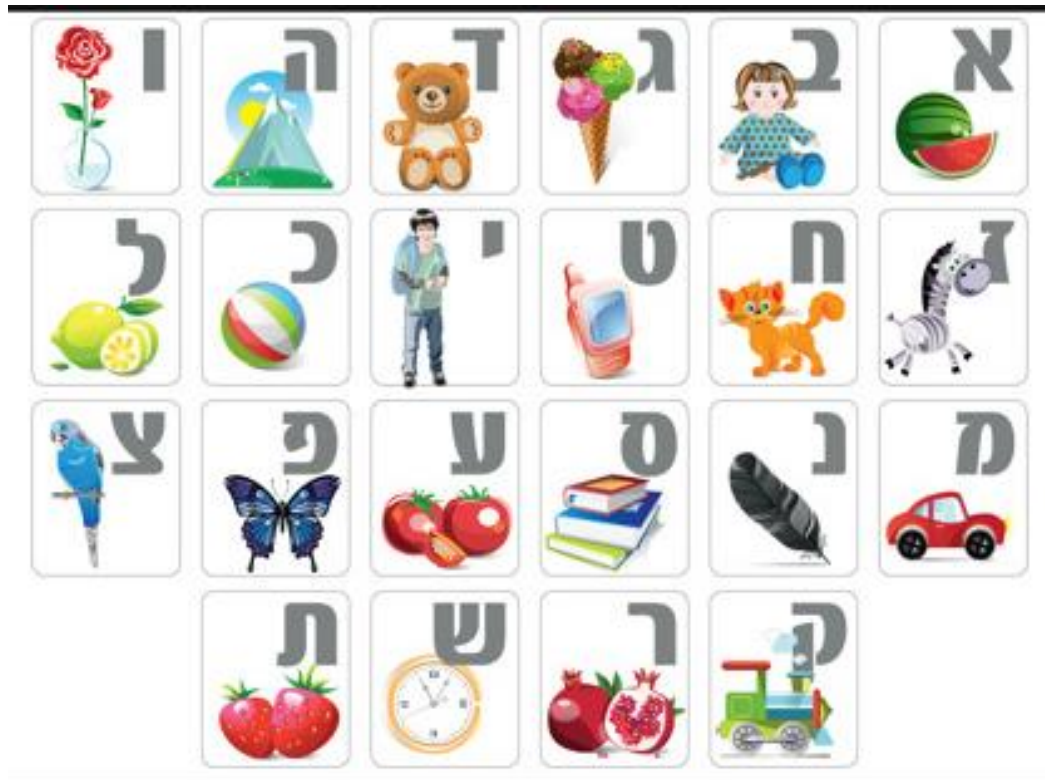 א ב ג ד ה ו
ז ח ט י כ ל
מ נ ס ע פ צ
ק ר ש ת